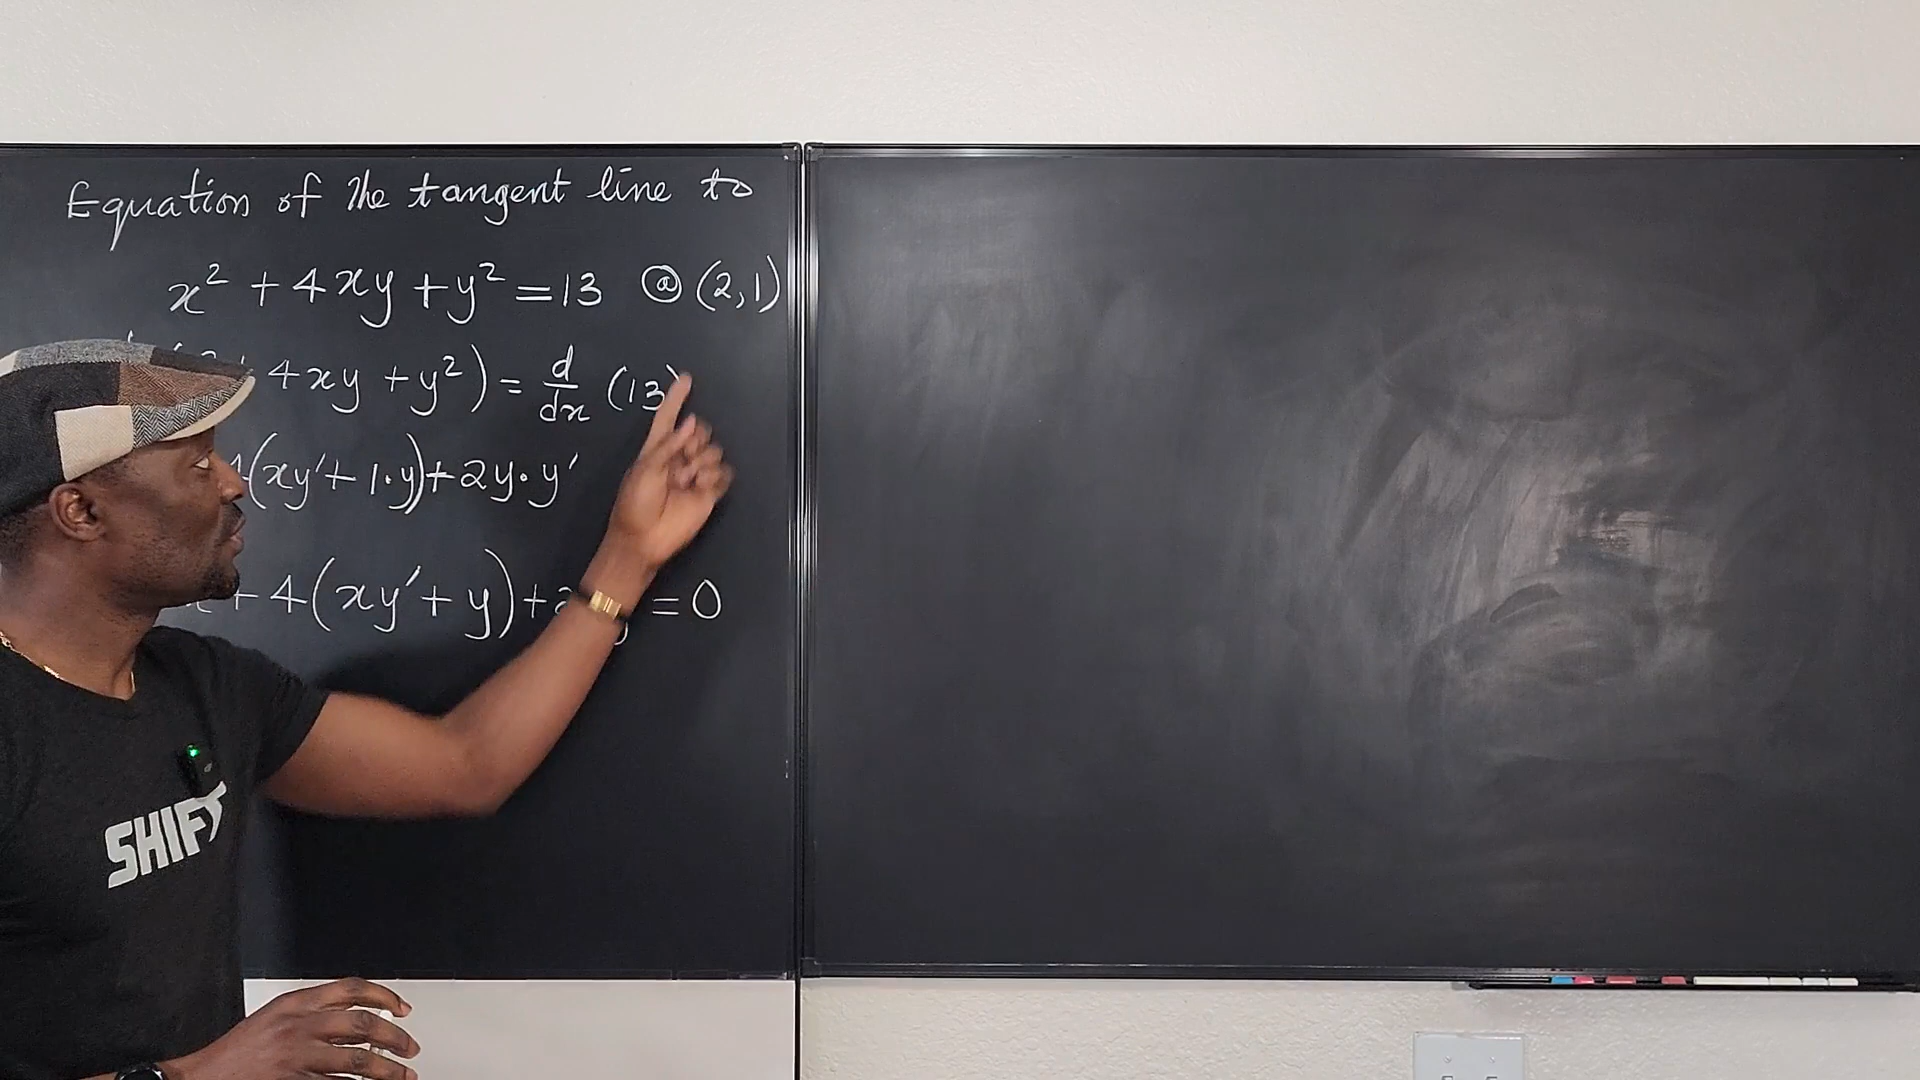 Equation of the tangent line to
x² + 4xy + y² = 13 @ (2,1)
4xy + y²) = d/dx (13)
(xy′ + 1·y) + 2y·y′
+ 4(xy′ + y) + = 0
SHIFT